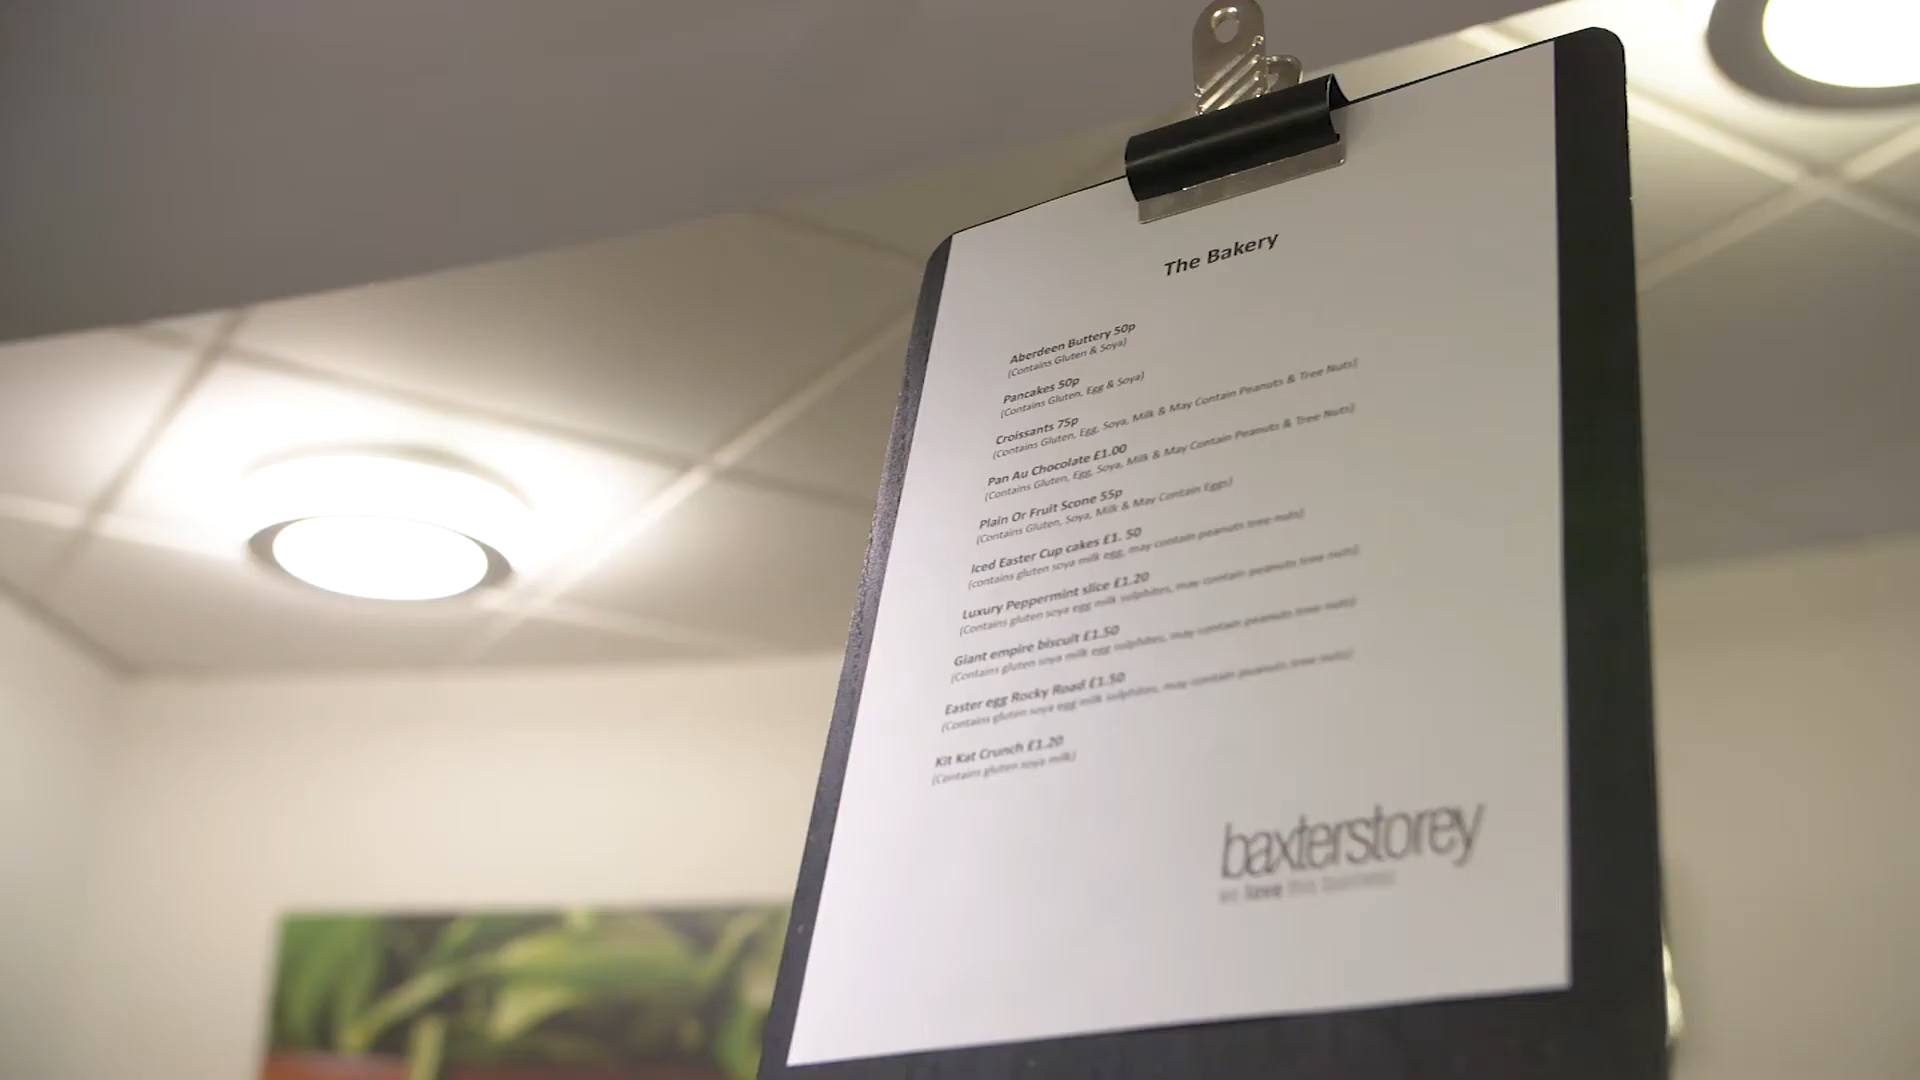 The Bakery
Aberdeen Buttery 50p
(Contains Gluten & Soya)
Pancakes 50p
(Contains Gluten, Egg & Soya)
Croissants 75p
(Contains Gluten, Egg, Soya, Milk & May Contain Peanuts & Tree Nuts)
Pan Au Chocolate £1.00
(Contains Gluten, Egg, Soya, Milk & May Contain Peanuts & Tree Nuts)
Plain Or Fruit Scone 55p
(Contains Gluten, Soya, Milk & May Contain Eggs)
Iced Easter Cup cakes £1. 50
(contains gluten soya milk egg, may contain peanuts tree nuts)
Luxury Peppermint slice £1.20
(Contains gluten soya egg milk sulphites, may contain peanuts tree nuts)
Giant empire biscuit £1.50
(Contains gluten soya milk egg sulphites, may contain peanuts tree nuts)
Easter egg Rocky Road £1.50
(Contains gluten soya egg milk sulphites, may contain peanuts tree nuts)
Kit Kat Crunch £1.20
(Contains gluten soya milk)
baxterstorey
we love this business